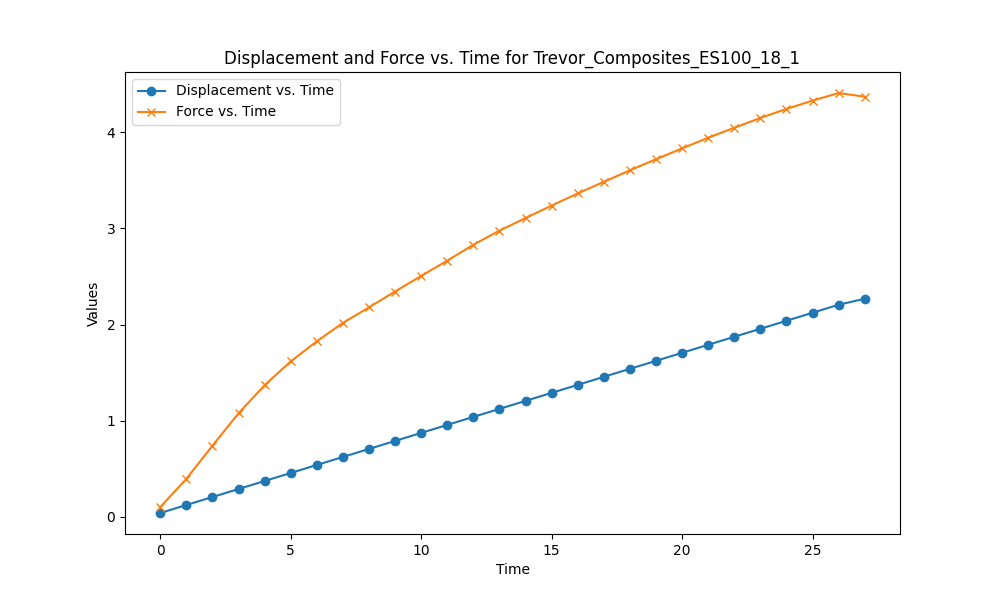 Displacement and Force vs. Time for Trevor_Composites_ES100_18_1
Displacement vs. Time
Force vs. Time
4
3
2
1
0
Values
0 5 10 15 20 25
Time